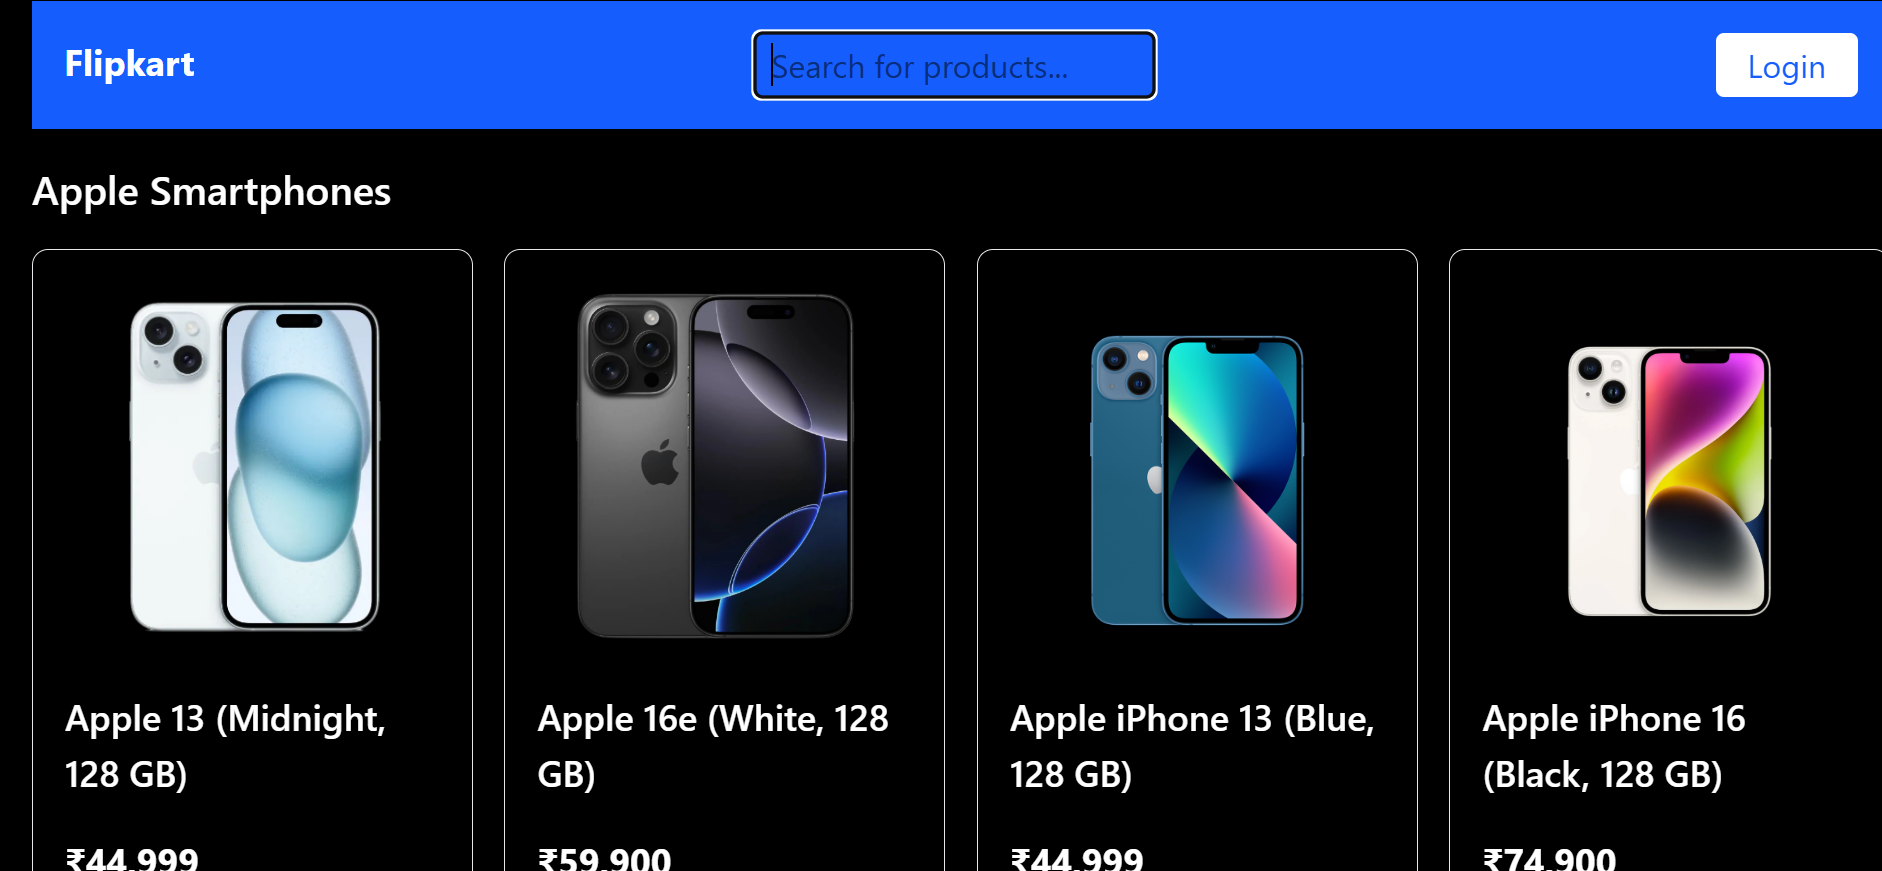 Flipkart
Search for products...
Login
Apple Smartphones
Apple 13 (Midnight,
128 GB)
₹44,999
Apple 16e (White, 128
GB)
₹59,900
Apple iPhone 13 (Blue,
128 GB)
₹44,999
Apple iPhone 16
(Black, 128 GB)
₹74,900